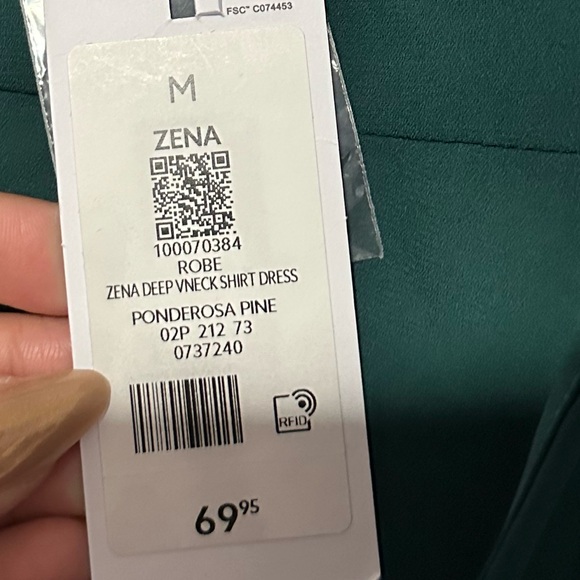 FSC™ C074453
M
ZENA
100070384
ROBE
ZENA DEEP VNECK SHIRT DRESS
PONDEROSA PINE
02P 212 73
0737240
RFID
69⁹⁵